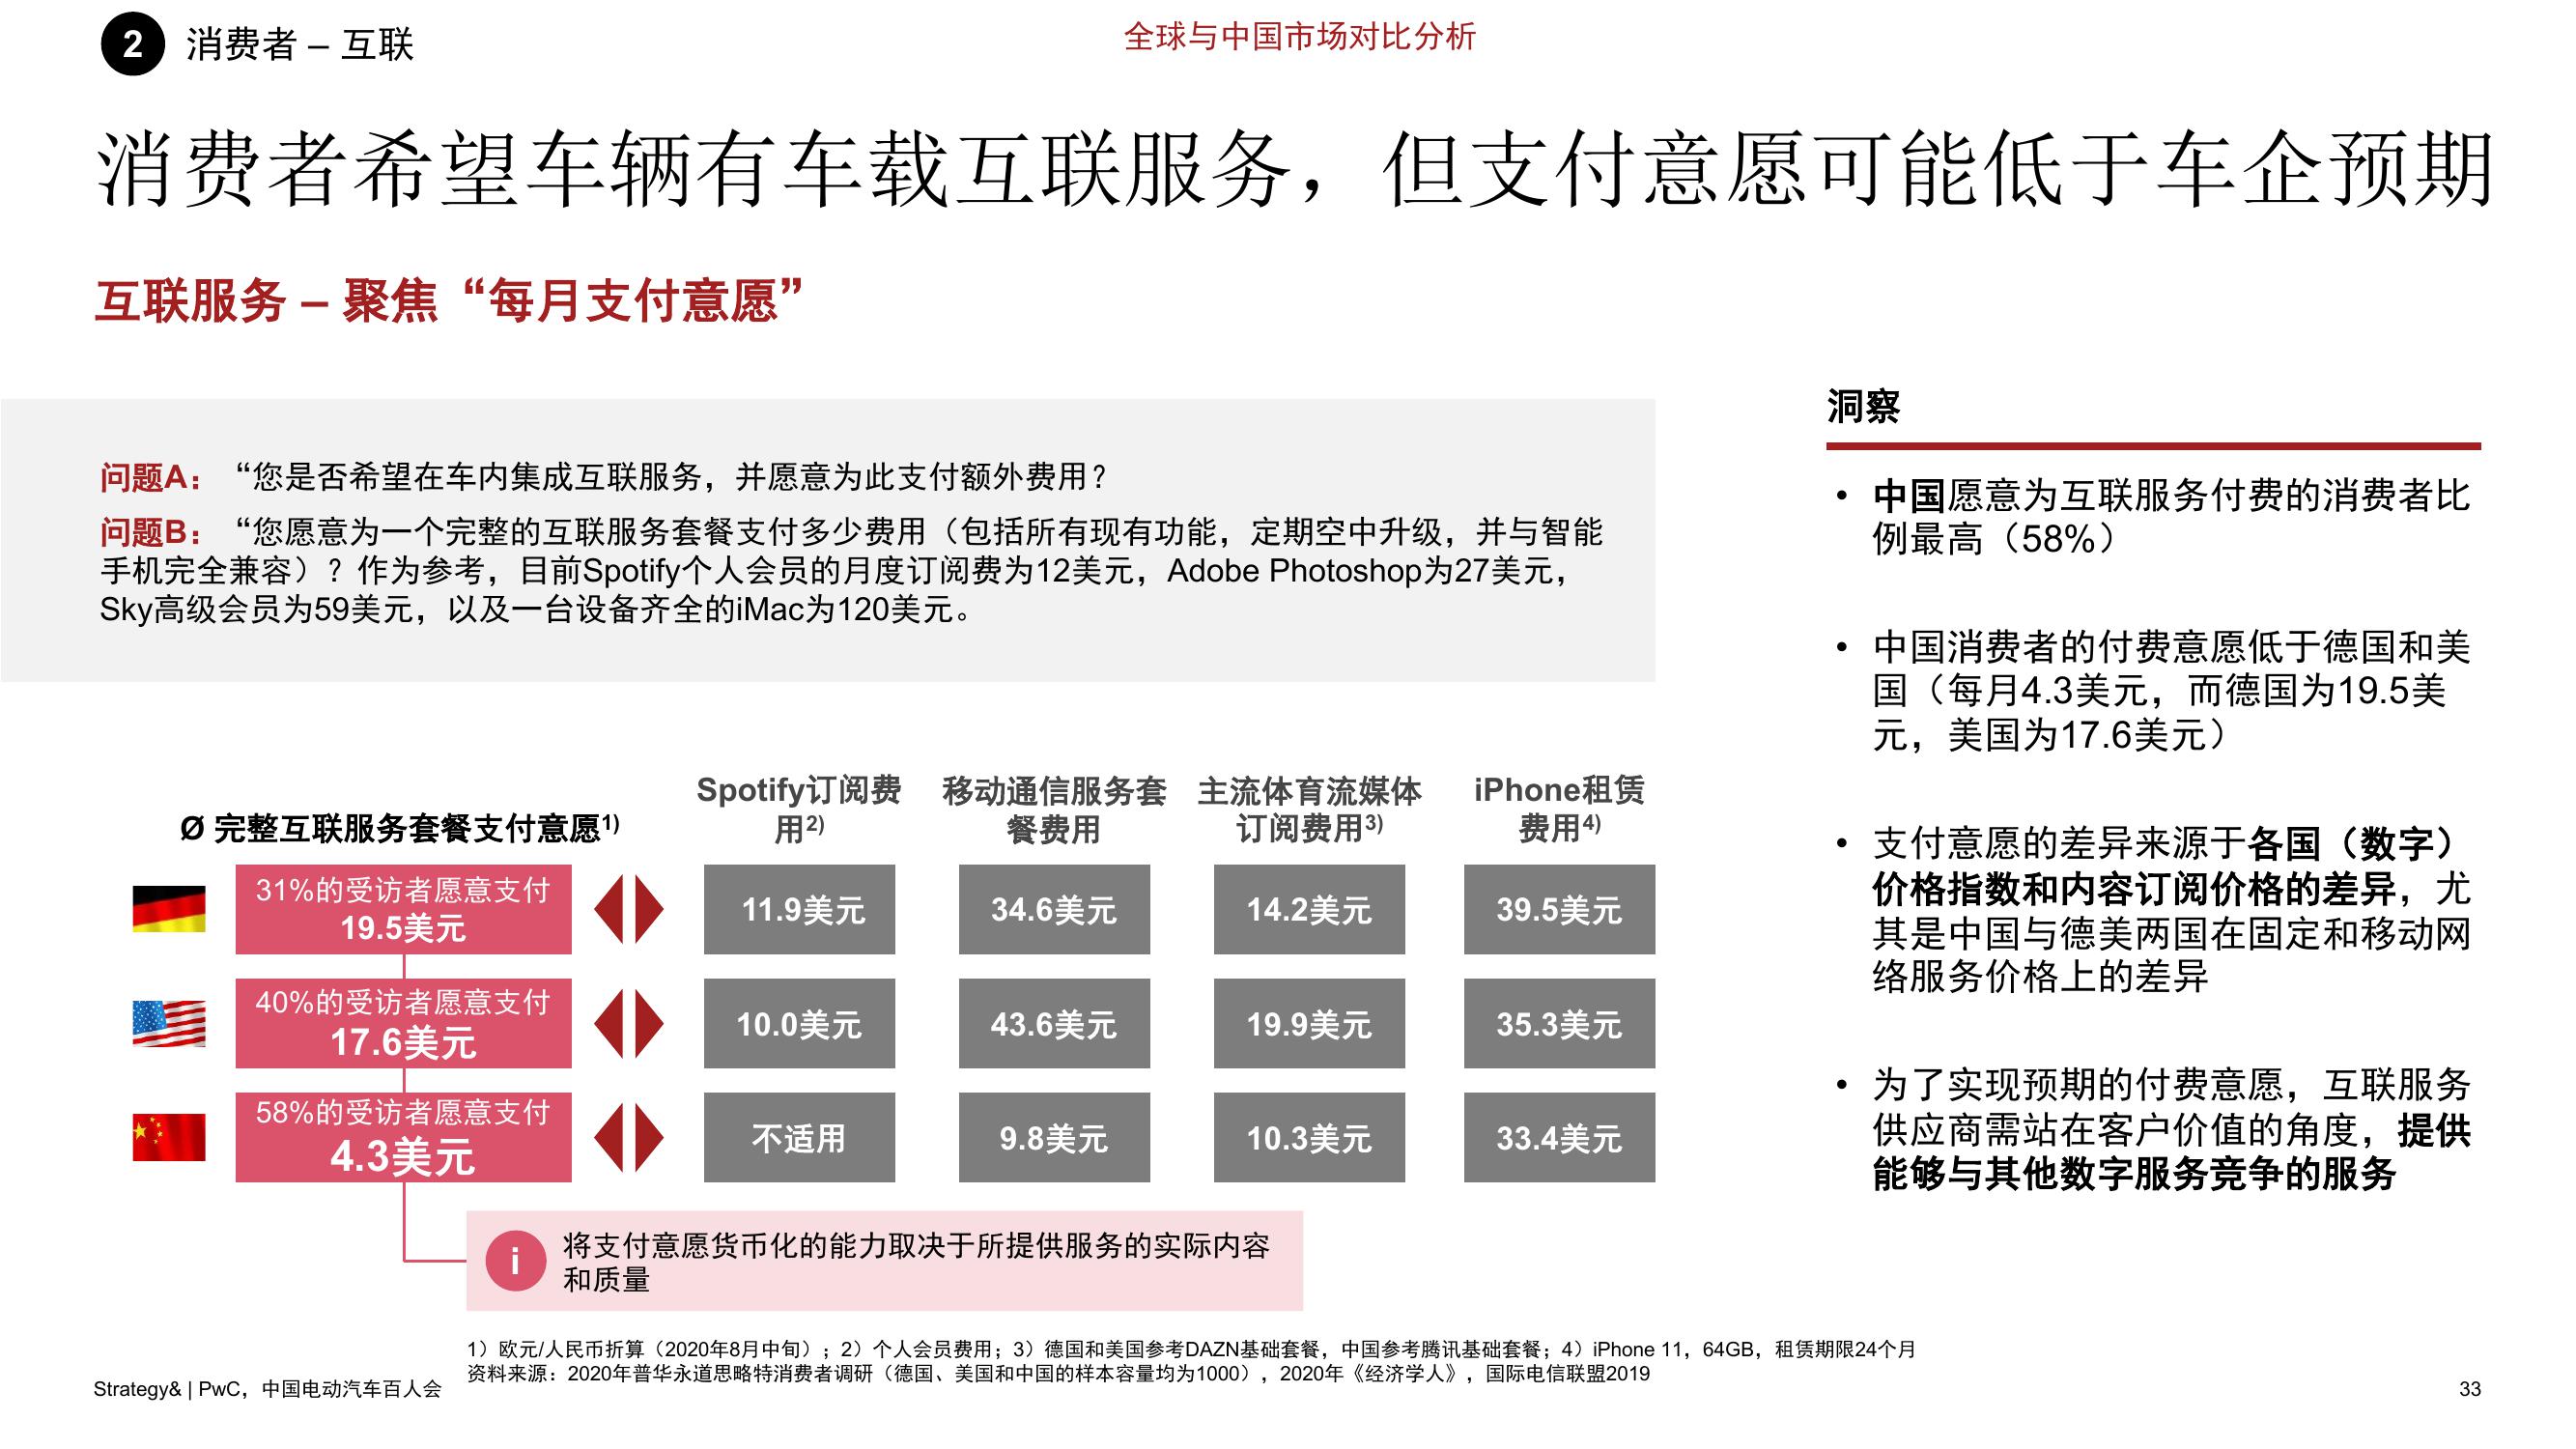 2 消费者 – 互联
全球与中国市场对比分析
消费者希望车辆有车载互联服务，但支付意愿可能低于车企预期
互联服务 – 聚焦“每月支付意愿”
问题A： “您是否希望在车内集成互联服务，并愿意为此支付额外费用？
问题B： “您愿意为一个完整的互联服务套餐支付多少费用（包括所有现有功能，定期空中升级，并与智能
手机完全兼容）？作为参考，目前Spotify个人会员的月度订阅费为12美元，Adobe Photoshop为27美元，
Sky高级会员为59美元，以及一台设备齐全的iMac为120美元。
Ø 完整互联服务套餐支付意愿1)
Spotify订阅费
用2)
移动通信服务套
餐费用
主流体育流媒体
订阅费用3)
iPhone租赁
费用4)
31%的受访者愿意支付
19.5美元
11.9美元
34.6美元
14.2美元
39.5美元
40%的受访者愿意支付
17.6美元
10.0美元
43.6美元
19.9美元
35.3美元
58%的受访者愿意支付
4.3美元
不适用
9.8美元
10.3美元
33.4美元
i
将支付意愿货币化的能力取决于所提供服务的实际内容
和质量
洞察
• 中国愿意为互联服务付费的消费者比
例最高（58%）
• 中国消费者的付费意愿低于德国和美
国（每月4.3美元，而德国为19.5美
元，美国为17.6美元）
• 支付意愿的差异来源于各国（数字）
价格指数和内容订阅价格的差异，尤
其是中国与德美两国在固定和移动网
络服务价格上的差异
• 为了实现预期的付费意愿，互联服务
供应商需站在客户价值的角度，提供
能够与其他数字服务竞争的服务
1）欧元/人民币折算（2020年8月中旬）；2）个人会员费用；3）德国和美国参考DAZN基础套餐，中国参考腾讯基础套餐；4）iPhone 11，64GB，租赁期限24个月
资料来源：2020年普华永道思略特消费者调研（德国、美国和中国的样本容量均为1000），2020年《经济学人》，国际电信联盟2019
Strategy& | PwC，中国电动汽车百人会
33